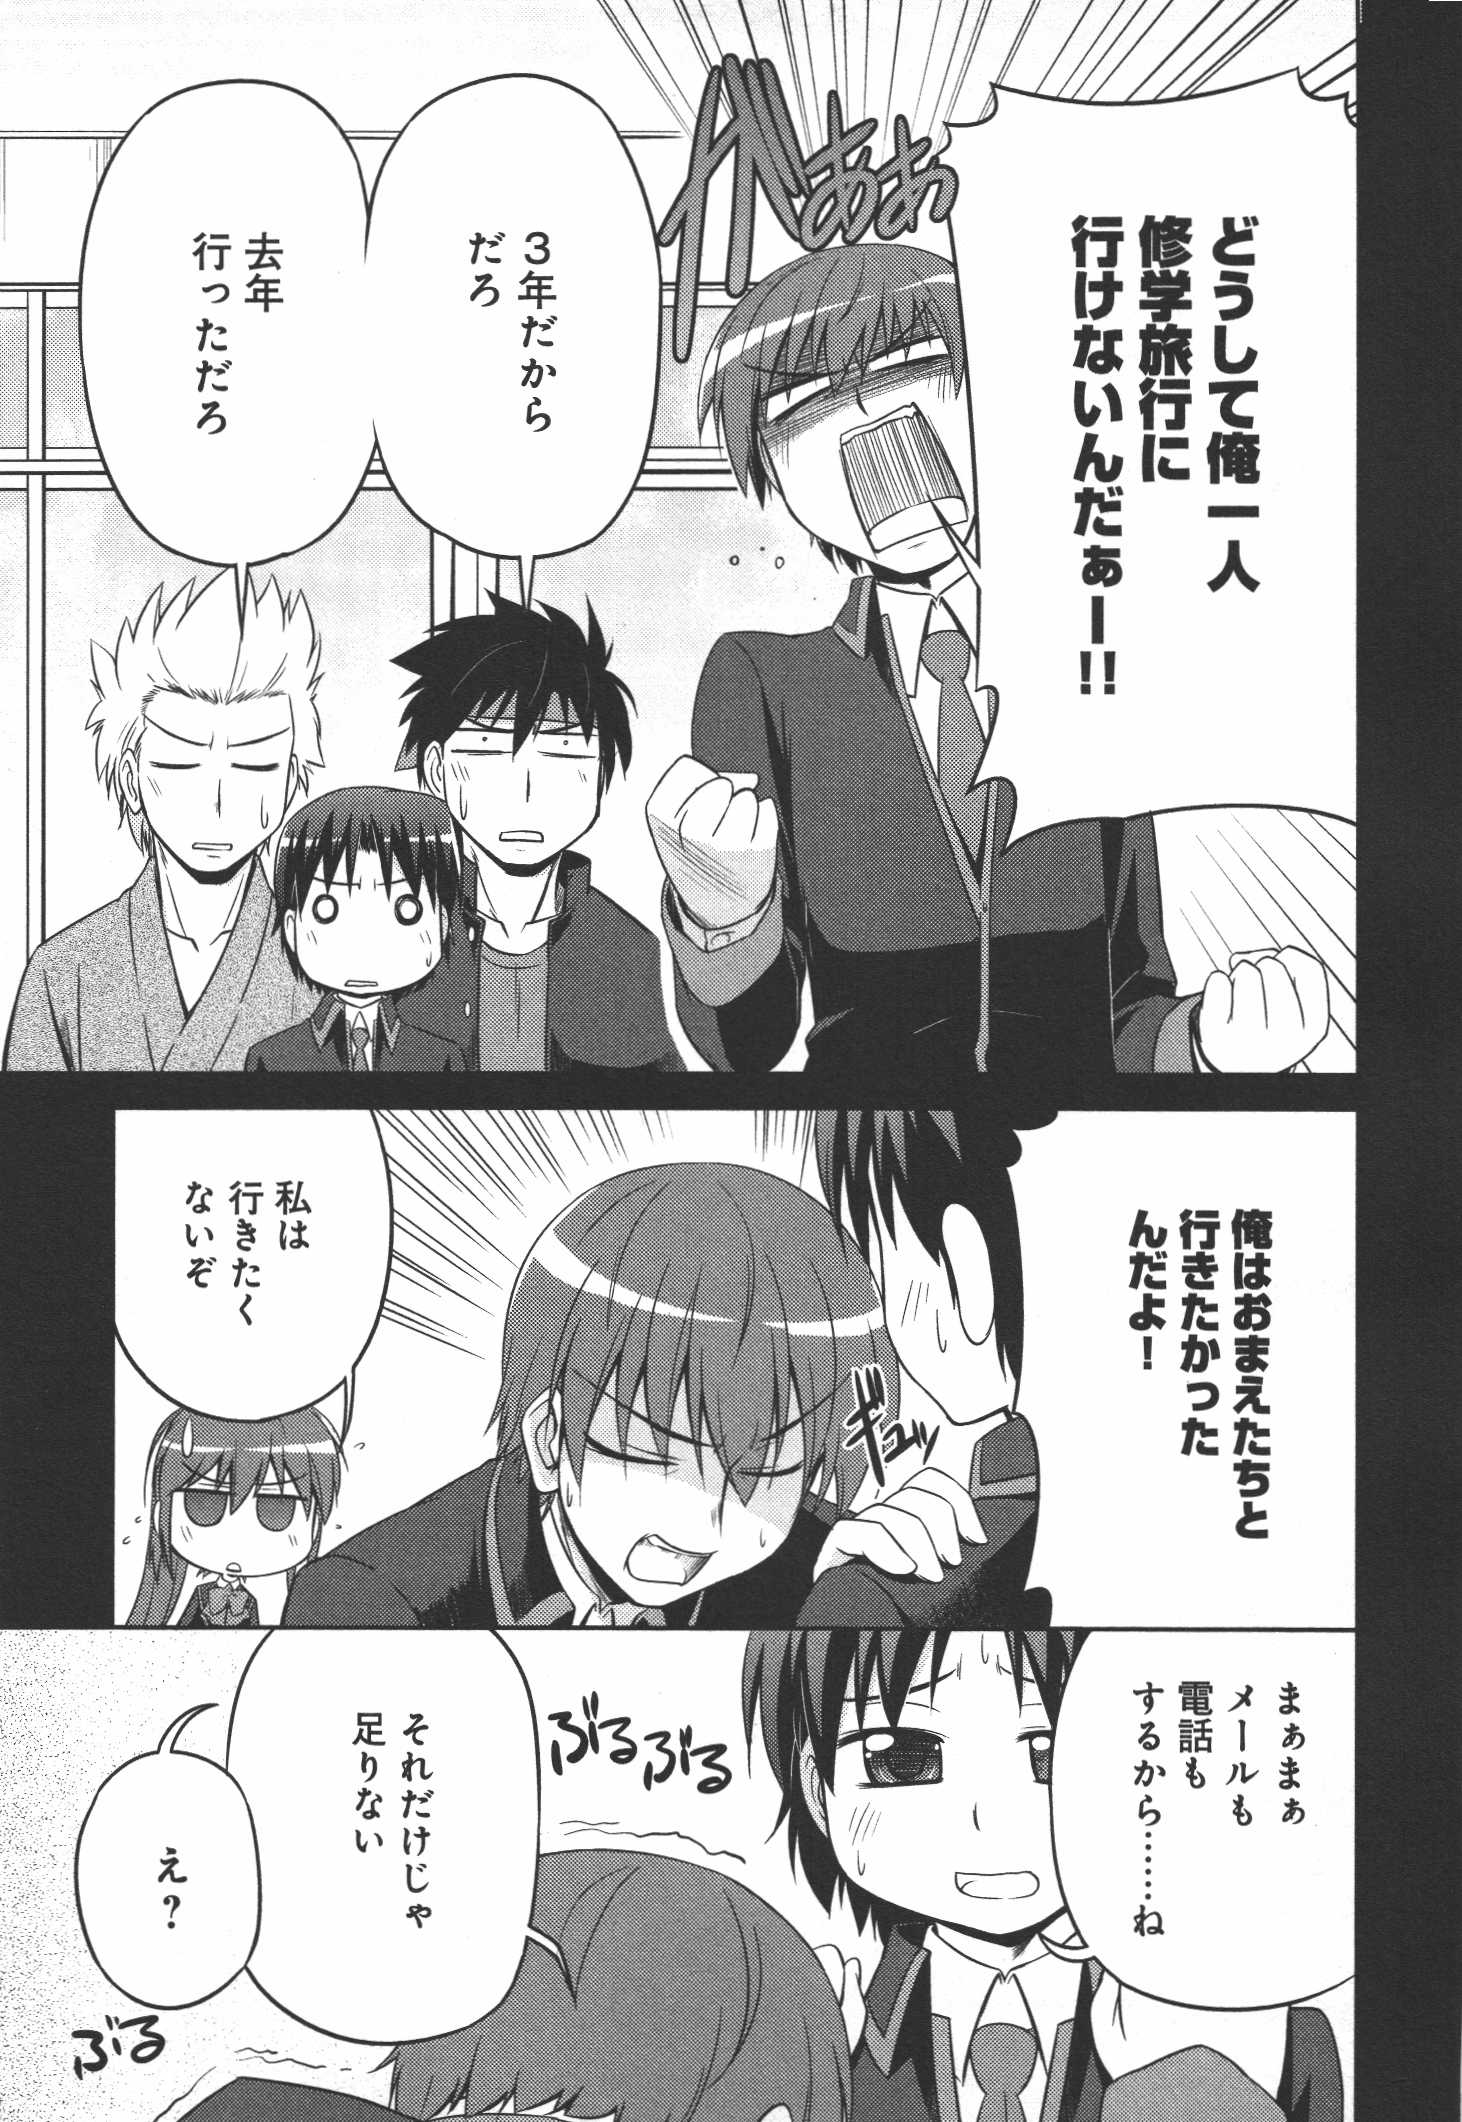 どうして俺一人
修学旅行に
行けないんだぁー!!
ガばぁあぁ
3年だから
だろ
去年
行っただろ
俺はおまえたちと
行きたかった
んだよ!
ギュッ
私は
行きたく
ないぞ
まぁまぁ
メールも
電話も
するから……ね
ぶるぶる
それだけじゃ
足りない
え?
ぶる